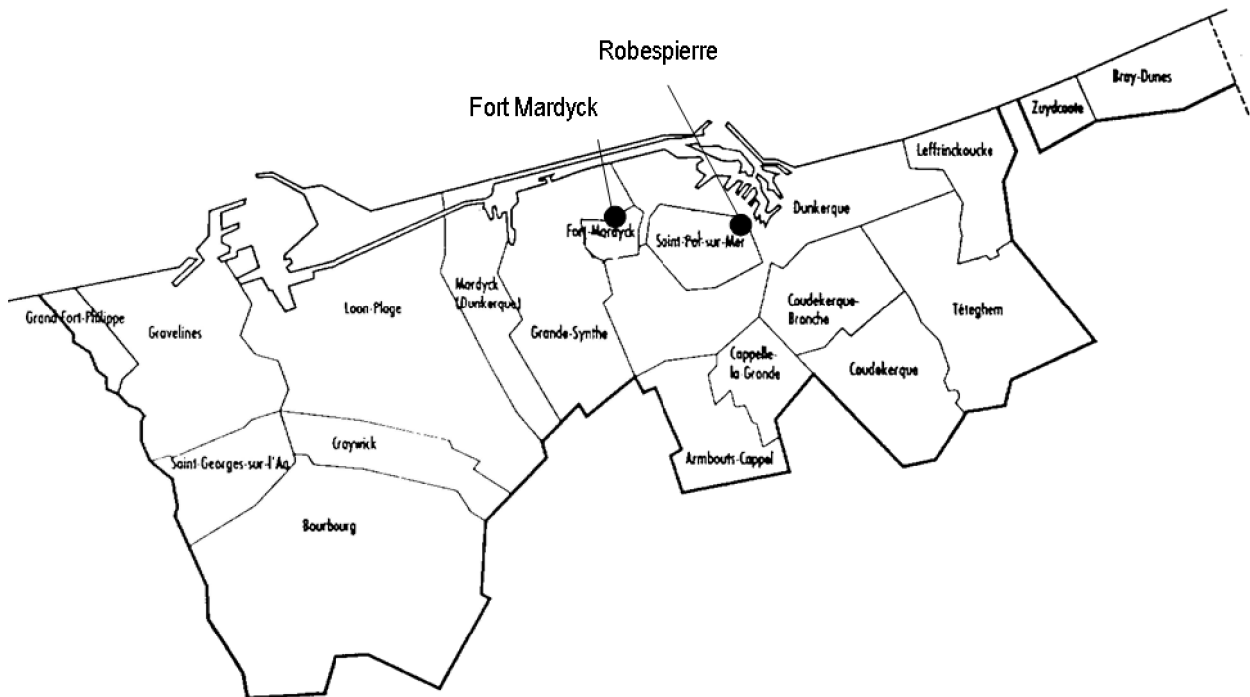 Robespierre
Fort Mardyck
Bray-Dunes
Zuydcoote
Leffrinckoucke
Dunkerque
Fort-Mardyck
Saint-Pol-sur-Mer
Mardyck
(Dunkerque)
Loon-Plage
Grand-Fort-Philippe
Gravelines
Grande-Synthe
Coudekerque-
Branche
Téteghem
Cappelle-
la Grande
Coudekerque
Craywick
Saint-Georges-sur-l'Aa
Armbouts-Cappel
Bourbourg